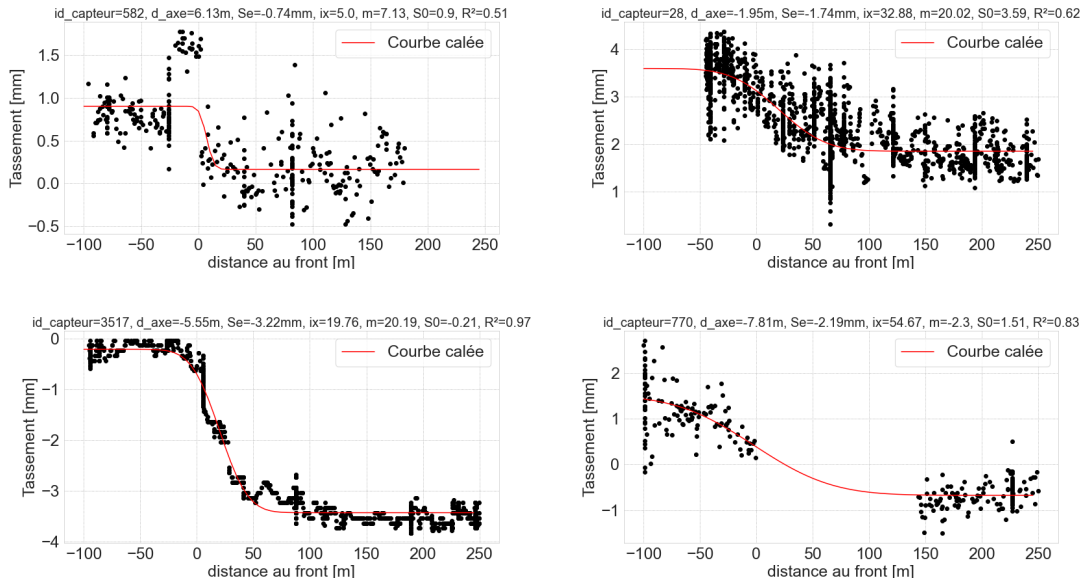 id_capteur=582, d_axe=6.13m, Se=-0.74mm, ix=5.0, m=7.13, S0=0.9, R²=0.51
Courbe calée
Tassement [mm]
1.5
1.0
0.5
0.0
−0.5
−100 −50 0 50 100 150 200 250
distance au front [m]
id_capteur=28, d_axe=-1.95m, Se=-1.74mm, ix=32.88, m=20.02, S0=3.59, R²=0.62
Courbe calée
Tassement [mm]
4
3
2
1
−100 −50 0 50 100 150 200 250
distance au front [m]
id_capteur=3517, d_axe=-5.55m, Se=-3.22mm, ix=19.76, m=20.19, S0=-0.21, R²=0.97
Courbe calée
Tassement [mm]
0
−1
−2
−3
−4
−100 −50 0 50 100 150 200 250
distance au front [m]
id_capteur=770, d_axe=-7.81m, Se=-2.19mm, ix=54.67, m=-2.3, S0=1.51, R²=0.83
Courbe calée
Tassement [mm]
2
1
0
−1
−100 −50 0 50 100 150 200 250
distance au front [m]